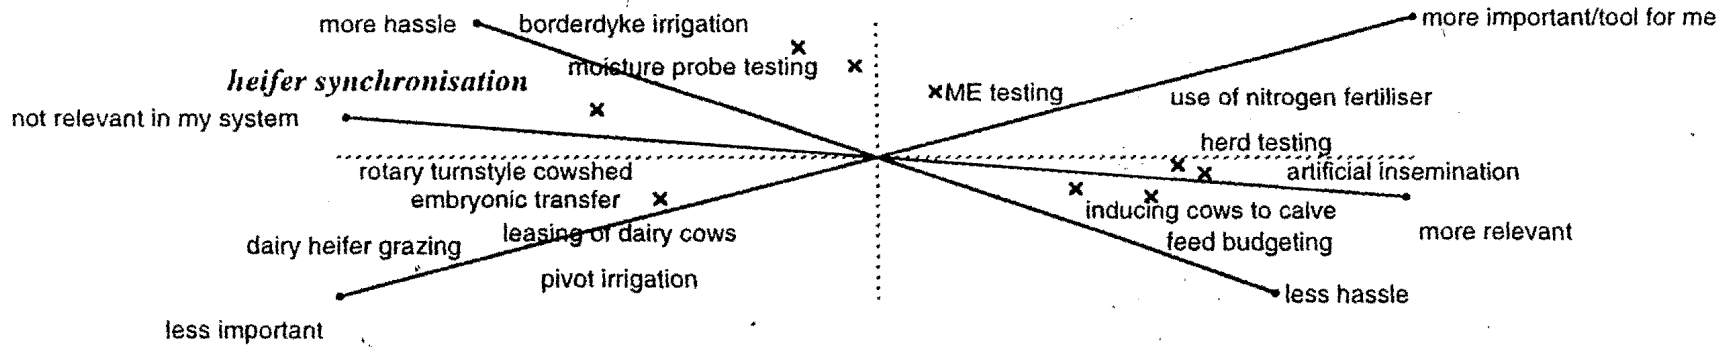 more hassle
borderdyke irrigation
more important/tool for me
heifer synchronisation
moisture probe testing
ME testing
use of nitrogen fertiliser
not relevant in my system
herd testing
rotary turnstyle cowshed
artificial insemination
embryonic transfer
inducing cows to calve
dairy heifer grazing
leasing of dairy cows
feed budgeting
more relevant
pivot irrigation
less hassle
less important